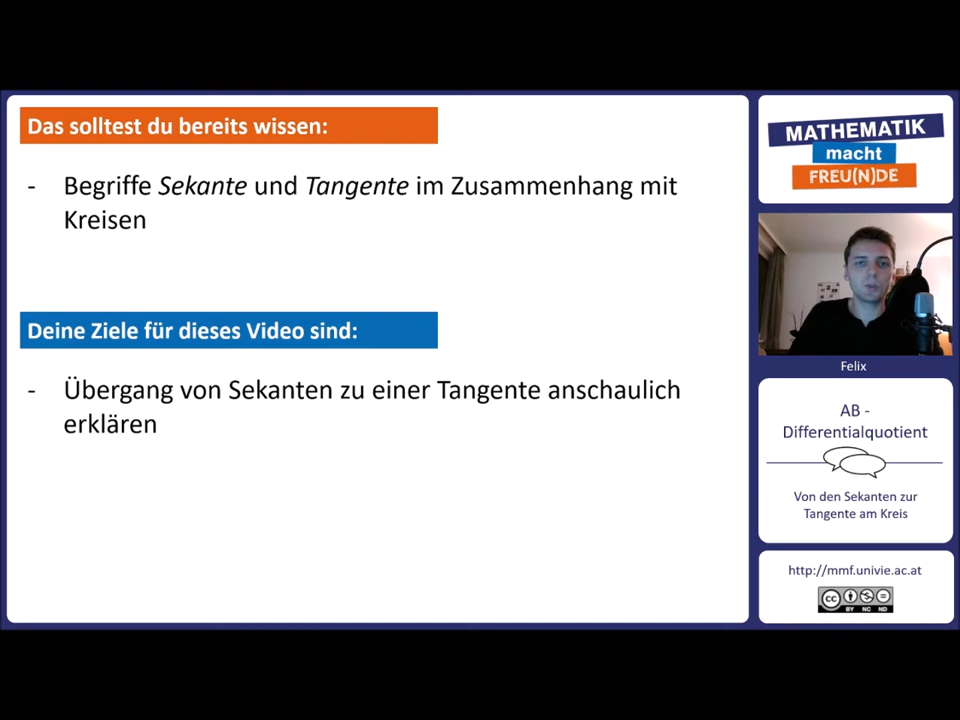 Das solltest du bereits wissen:
- Begriffe Sekante und Tangente im Zusammenhang mit
Kreisen
Deine Ziele für dieses Video sind:
- Übergang von Sekanten zu einer Tangente anschaulich
erklären
MATHEMATIK
macht
FREU(N)DE
Felix
AB -
Differentialquotient
Von den Sekanten zur
Tangente am Kreis
http://mmf.univie.ac.at
cc
BY NC ND